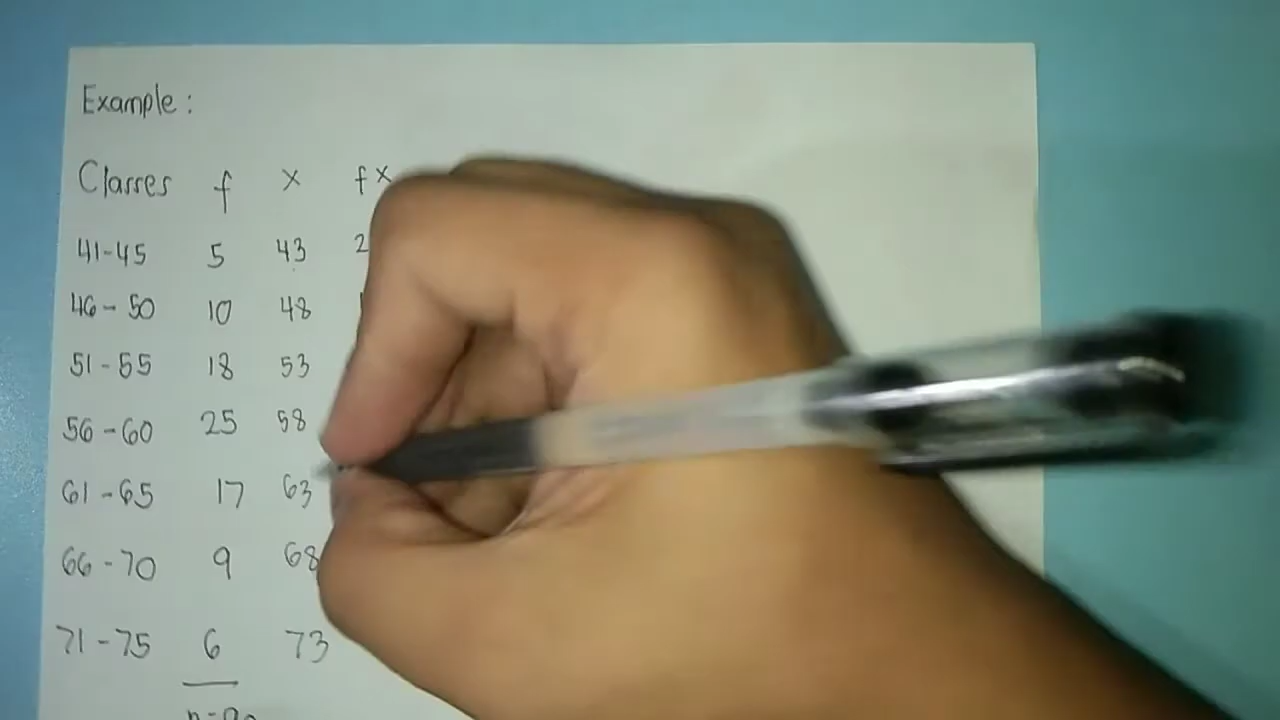 Example :
Classes f x fx
41-45 5 43 2
46-50 10 48
51-55 18 53
56-60 25 58
61-65 17 63
66-70 9 68
71-75 6 73